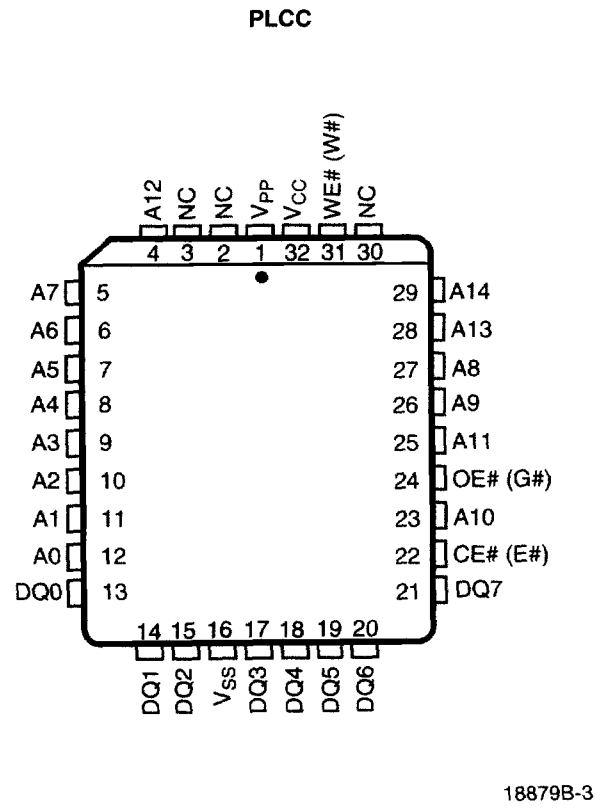 PLCC
A12 NC NC VPP VCC WE# (W#) NC
4 3 2 1 32 31 30
A7 5 29 A14
A6 6 28 A13
A5 7 27 A8
A4 8 26 A9
A3 9 25 A11
A2 10 24 OE# (G#)
A1 11 23 A10
A0 12 22 CE# (E#)
DQ0 13 21 DQ7
14 15 16 17 18 19 20
DQ1 DQ2 VSS DQ3 DQ4 DQ5 DQ6
18879B-3